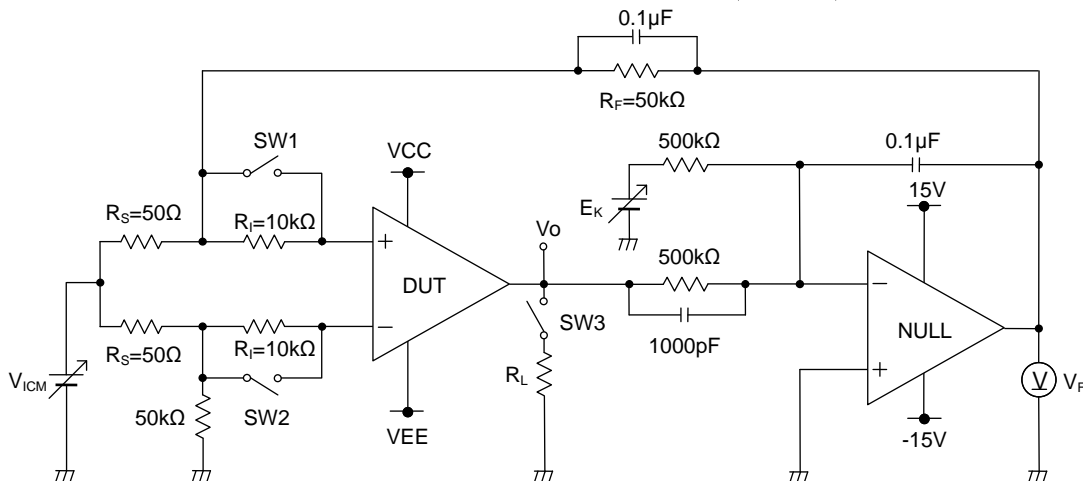 0.1μF
RF=50kΩ
SW1
VCC
500kΩ
0.1μF
15V
EK
RS=50Ω
RI=10kΩ
Vo
500kΩ
DUT
NULL
SW3
1000pF
RS=50Ω
RI=10kΩ
VICM
RL
V
50kΩ
SW2
VEE
-15V